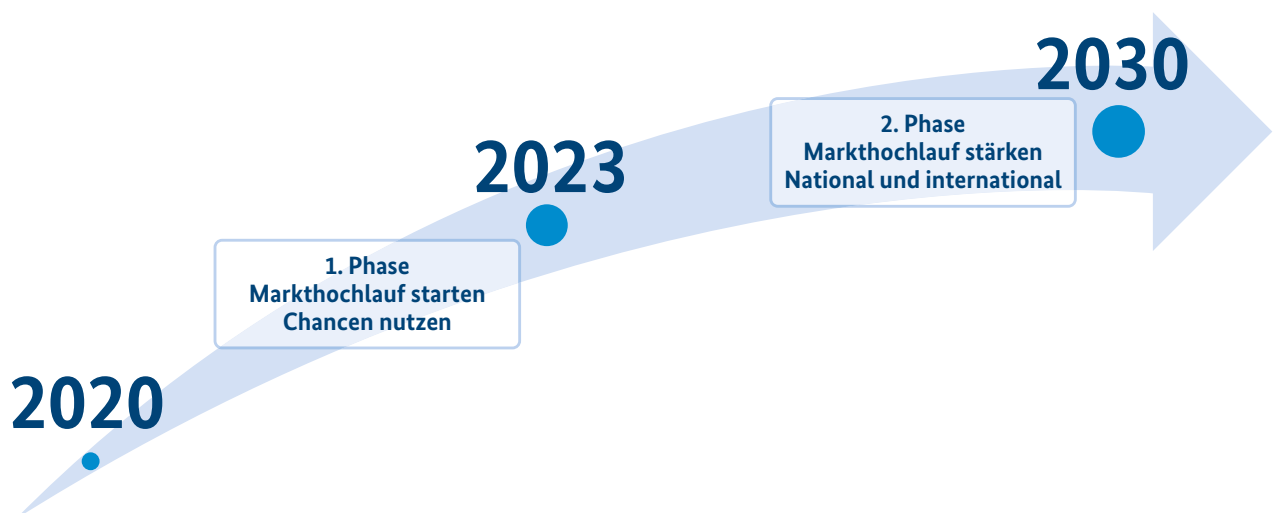 2020
1. Phase
Markthochlauf starten
Chancen nutzen
2023
2. Phase
Markthochlauf stärken
National und international
2030